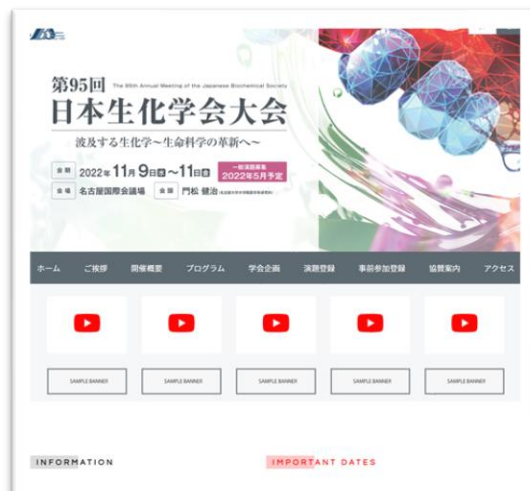 第95回 The 95th Annual Meeting of the Japanese Biochemical Society
日本生化学会大会
波及する生化学～生命科学の革新へ～
会期 2022年11月9日水～11日金 一般演題募集
2022年5月予定
会場 名古屋国際会議場 会頭 門松 健治
ホーム ご挨拶 開催概要 プログラム 学会企画 演題登録 事前参加登録 協賛案内 アクセス
SAMPLE BANNER SAMPLE BANNER SAMPLE BANNER SAMPLE BANNER SAMPLE BANNER
INFORMATION IMPORTANT DATES